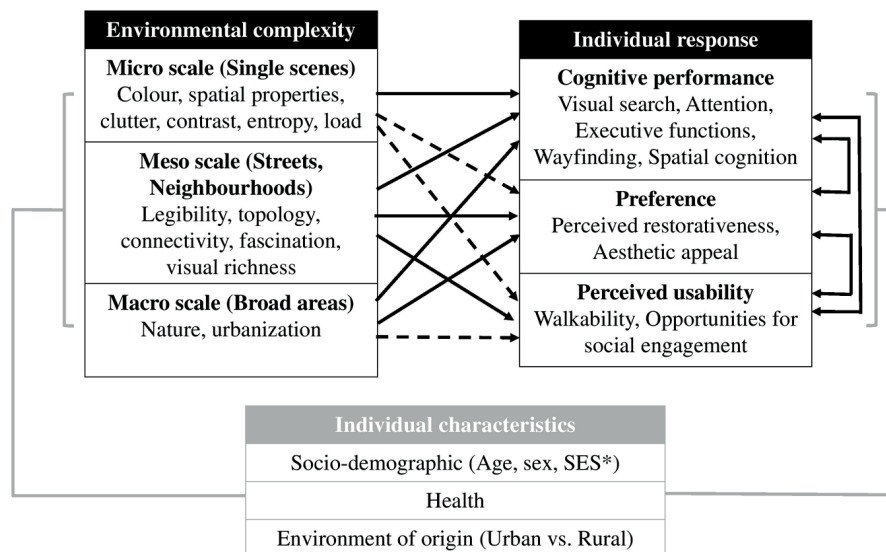 Environmental complexity
Micro scale (Single scenes)
Colour, spatial properties,
clutter, contrast, entropy, load
Meso scale (Streets,
Neighbourhoods)
Legibility, topology,
connectivity, fascination,
visual richness
Macro scale (Broad areas)
Nature, urbanization
Individual response
Cognitive performance
Visual search, Attention,
Executive functions,
Wayfinding, Spatial cognition
Preference
Perceived restorativeness,
Aesthetic appeal
Perceived usability
Walkability, Opportunities for
social engagement
Individual characteristics
Socio-demographic (Age, sex, SES*)
Health
Environment of origin (Urban vs. Rural)